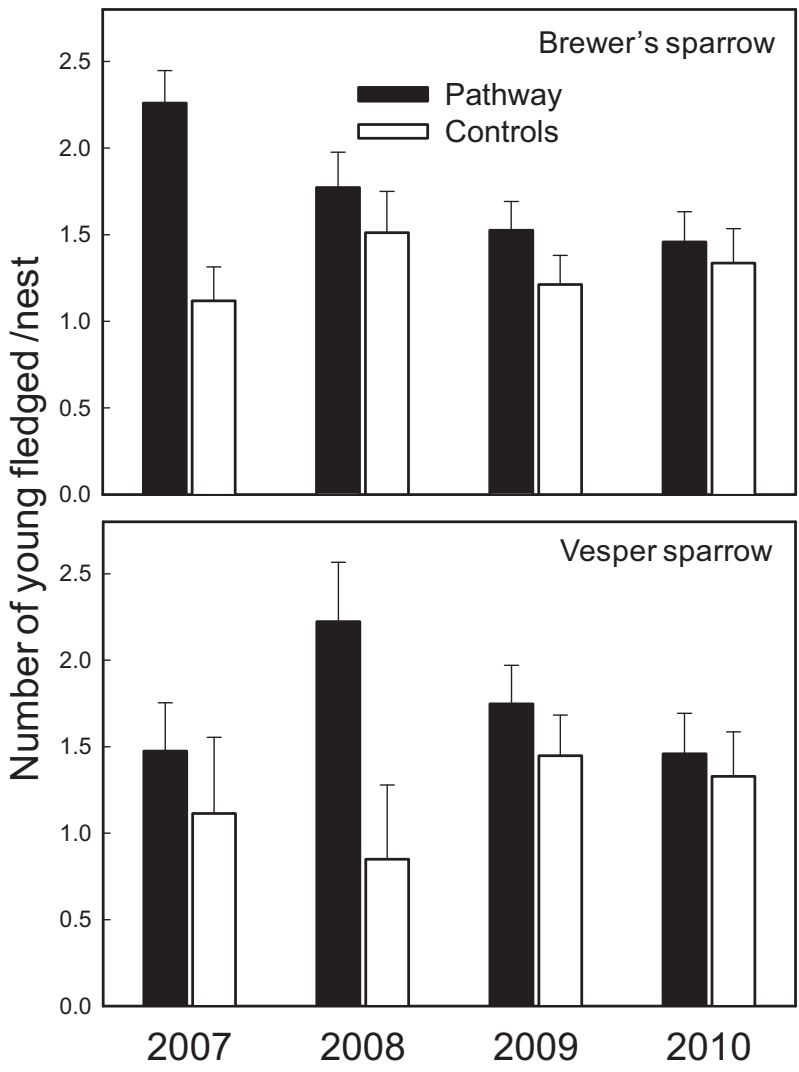 Number of young fledged /nest
Brewer's sparrow
Pathway
Controls
2.5
2.0
1.5
1.0
0.5
0.0
Vesper sparrow
2.5
2.0
1.5
1.0
0.5
0.0
2007 2008 2009 2010